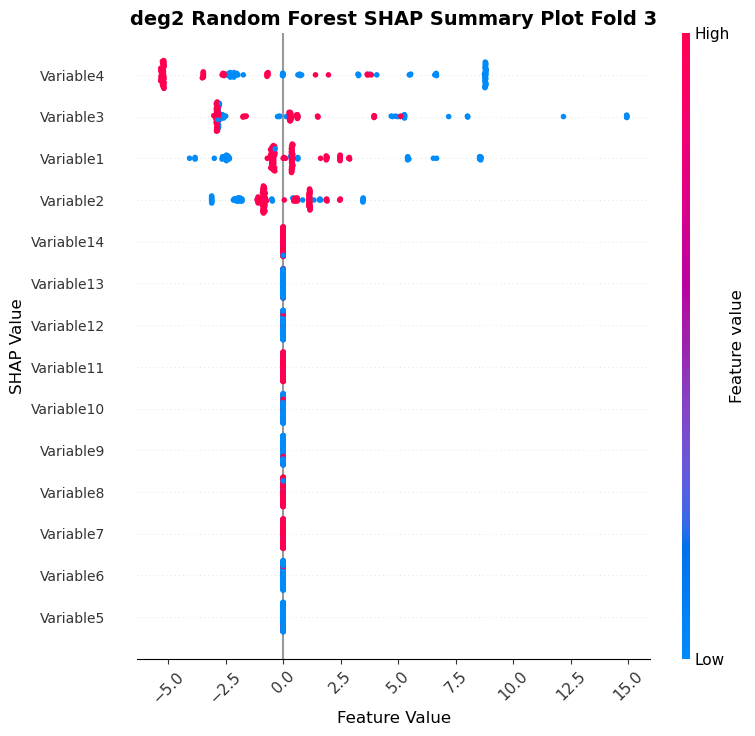 deg2 Random Forest SHAP Summary Plot Fold 3
High
Variable4
Variable3
Variable1
Variable2
Variable14
Variable13
Variable12
Variable11
Variable10
Variable9
Variable8
Variable7
Variable6
Variable5
SHAP Value
Feature value
Low
−5.0
−2.5
0.0
2.5
5.0
7.5
10.0
12.5
15.0
Feature Value